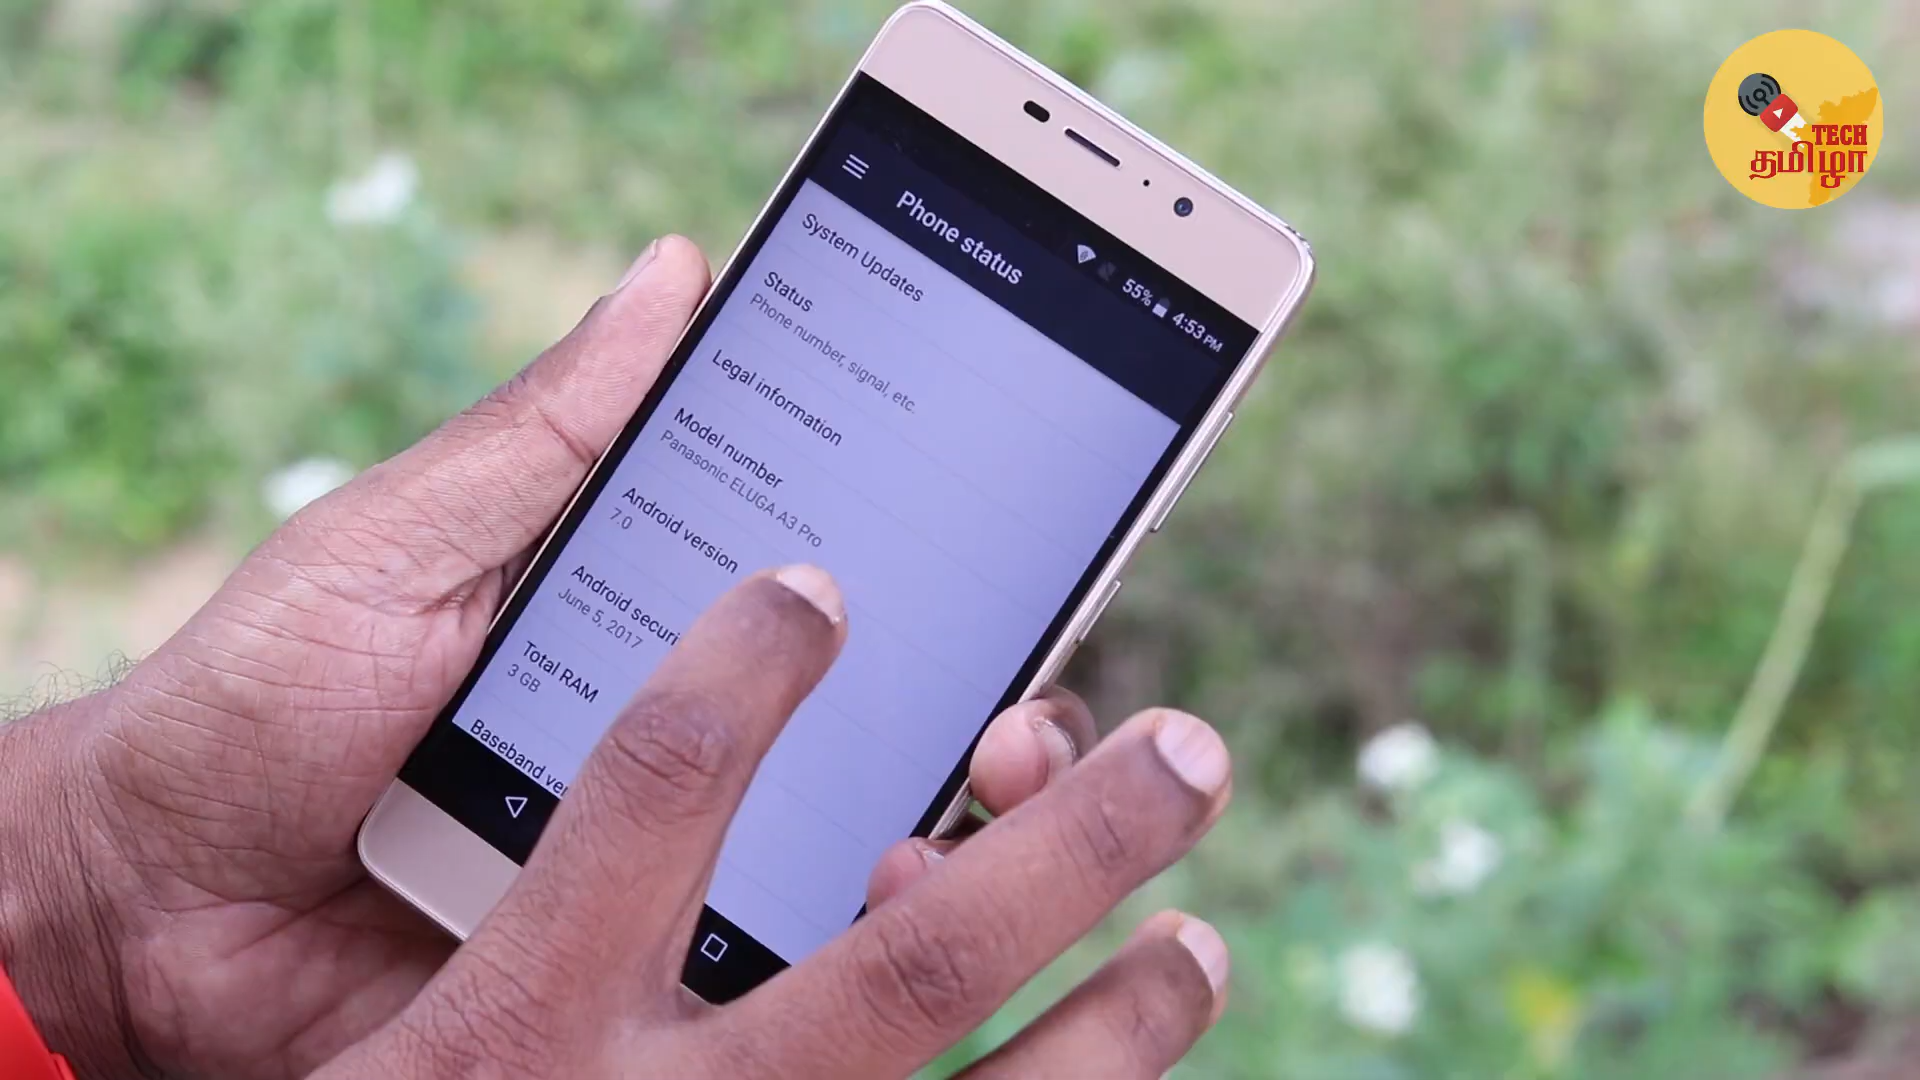 TECH
தமிழா
55% 4:53 PM
Phone status
System Updates
Status
Phone number, signal, etc.
Legal information
Model number
Panasonic ELUGA A3 Pro
Android version
7.0
Android securi
June 5, 2017
Total RAM
3 GB
Baseband ver